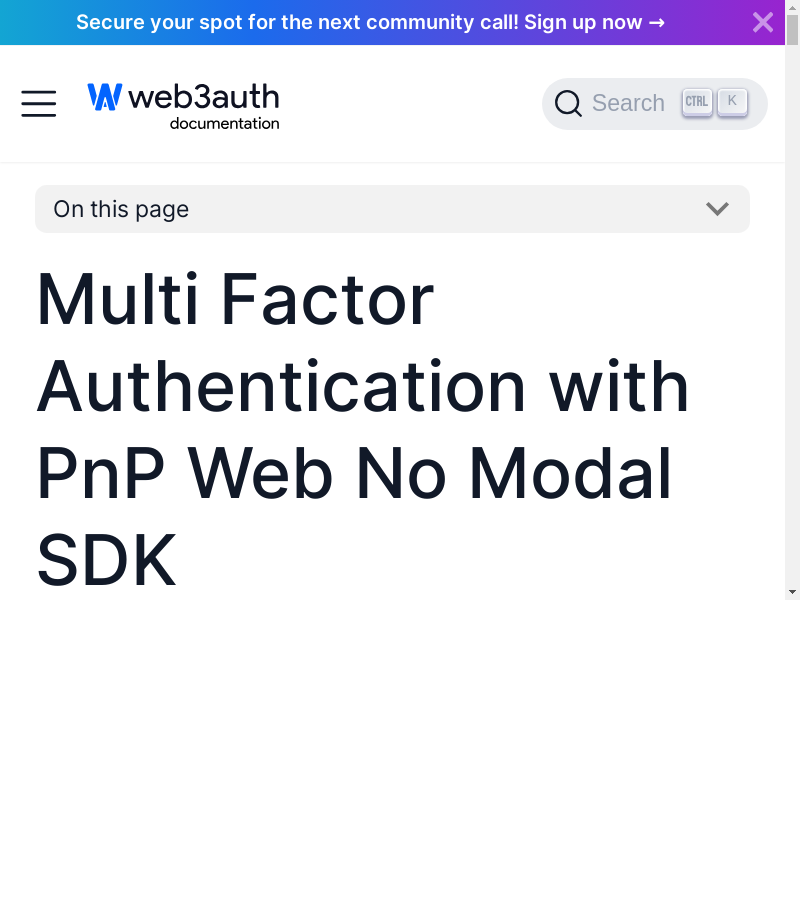 Secure your spot for the next community call! Sign up now →
web3auth
documentation
Search
CTRL
K
On this page
Multi Factor
Authentication with
PnP Web No Modal
SDK